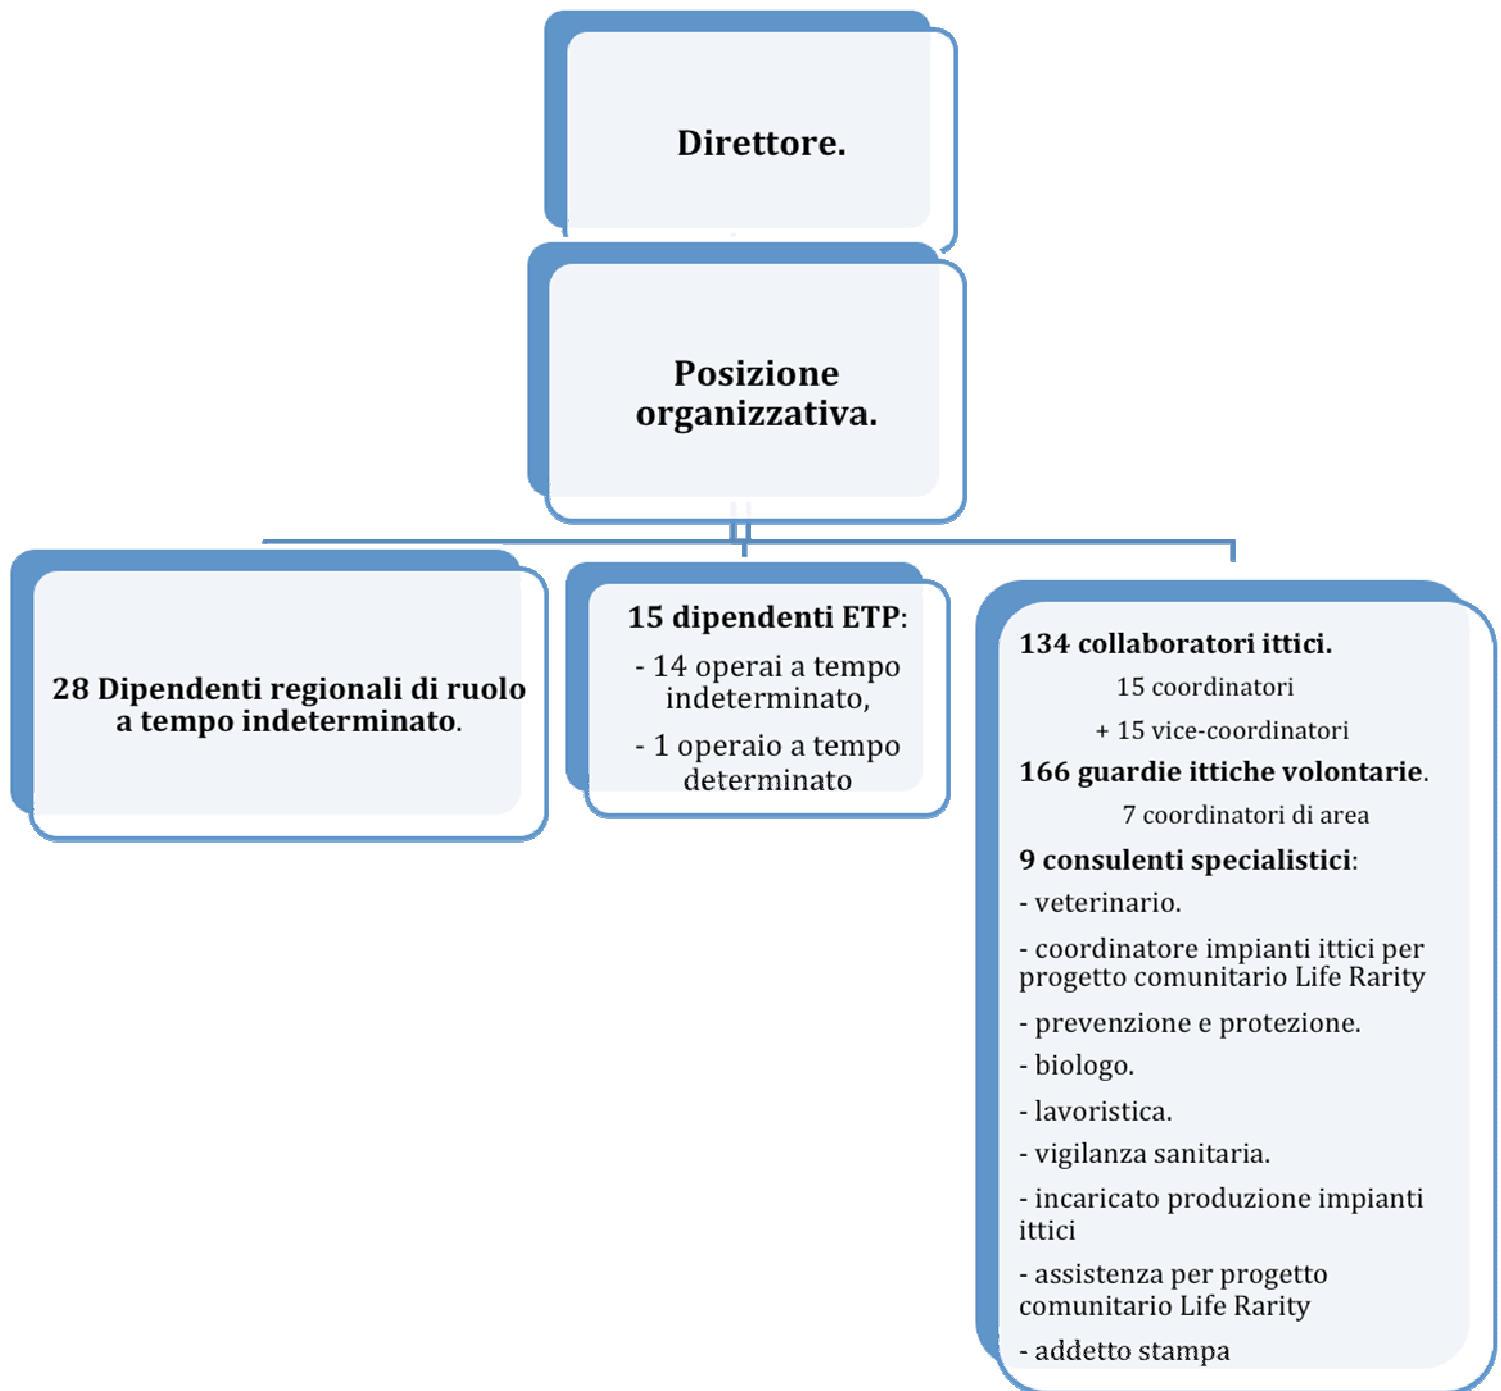 Direttore.
Posizione
organizzativa.
28 Dipendenti regionali di ruolo
a tempo indeterminato.
15 dipendenti ETP:
- 14 operai a tempo
indeterminato,
- 1 operaio a tempo
determinato
134 collaboratori ittici.
15 coordinatori
+ 15 vice-coordinatori
166 guardie ittiche volontarie.
7 coordinatori di area
9 consulenti specialistici:
- veterinario.
- coordinatore impianti ittici per
progetto comunitario Life Rarity
- prevenzione e protezione.
- biologo.
- lavoristica.
- vigilanza sanitaria.
- incaricato produzione impianti
ittici
- assistenza per progetto
comunitario Life Rarity
- addetto stampa